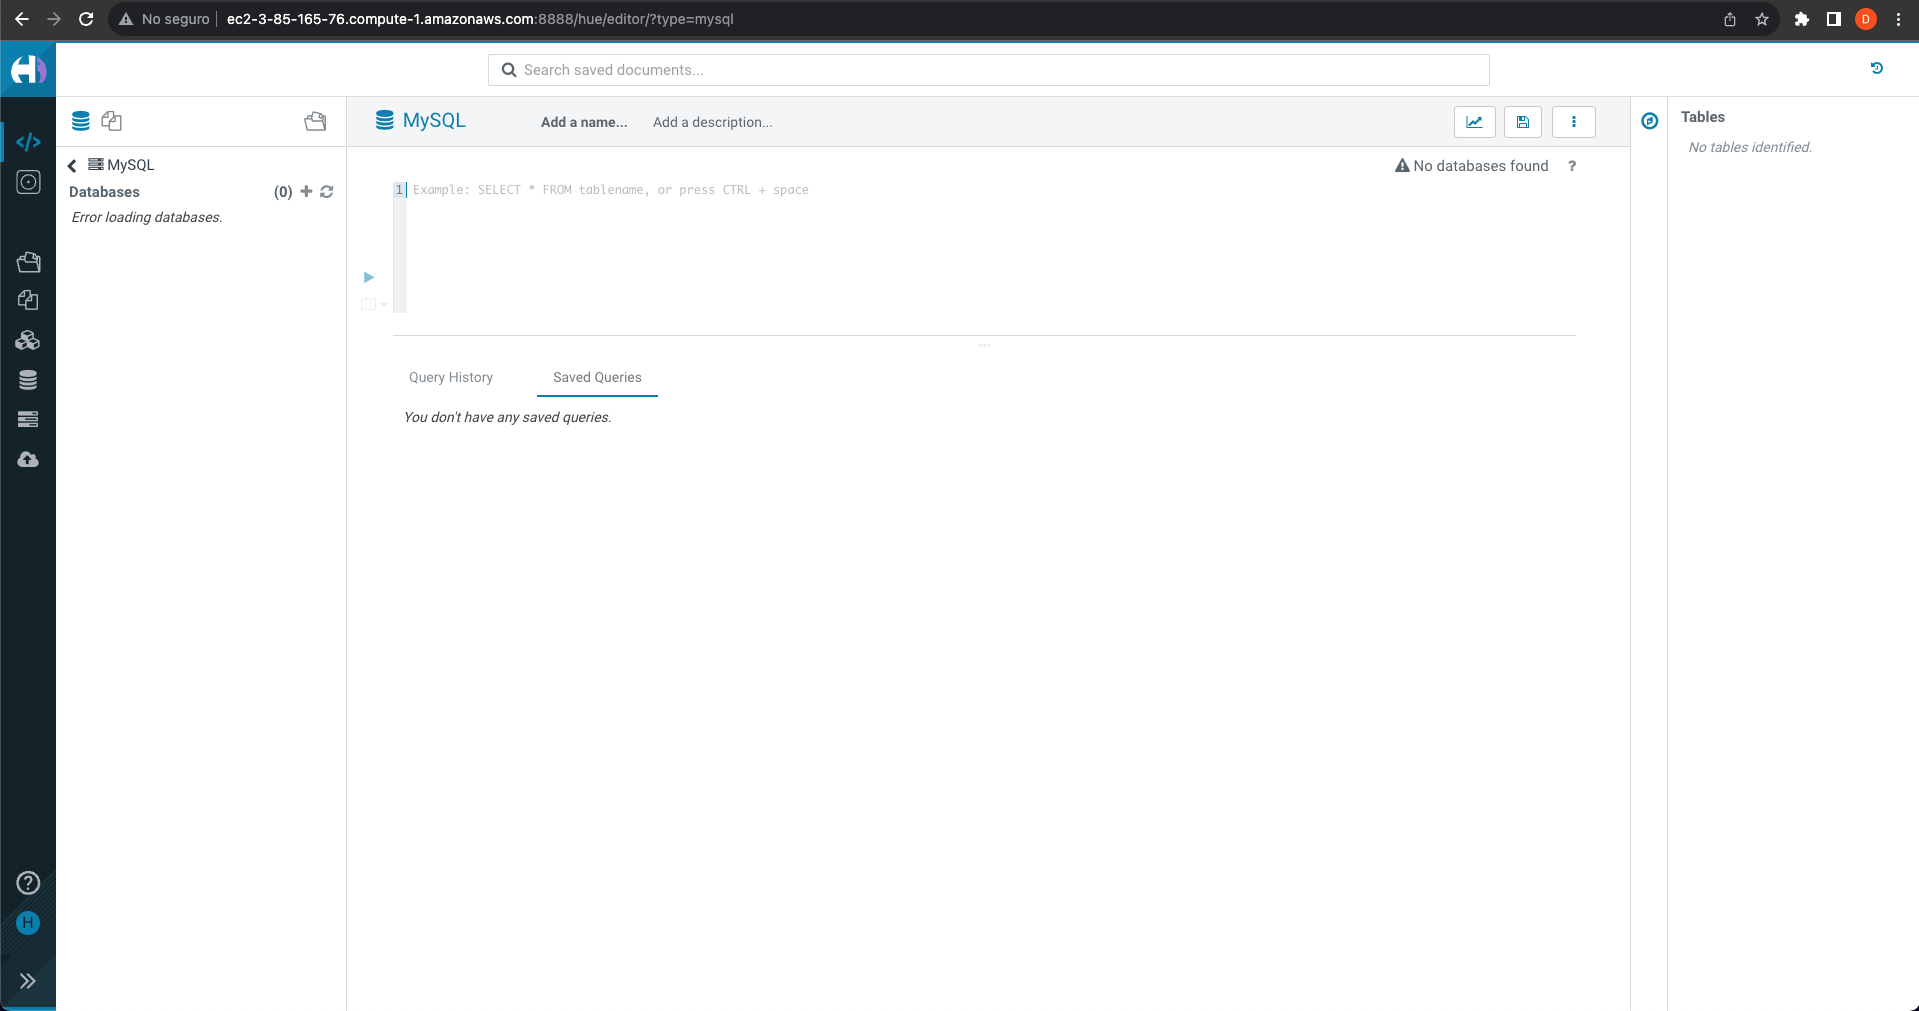 No seguro
ec2-3-85-165-76.compute-1.amazonaws.com:8888/hue/editor/?type=mysql
D
Search saved documents...
MySQL
Add a name...
Add a description...
Tables
No tables identified.
MySQL
Databases (0)
Error loading databases.
No databases found ?
1 Example: SELECT * FROM tablename, or press CTRL + space
Query History
Saved Queries
You don't have any saved queries.
?
H